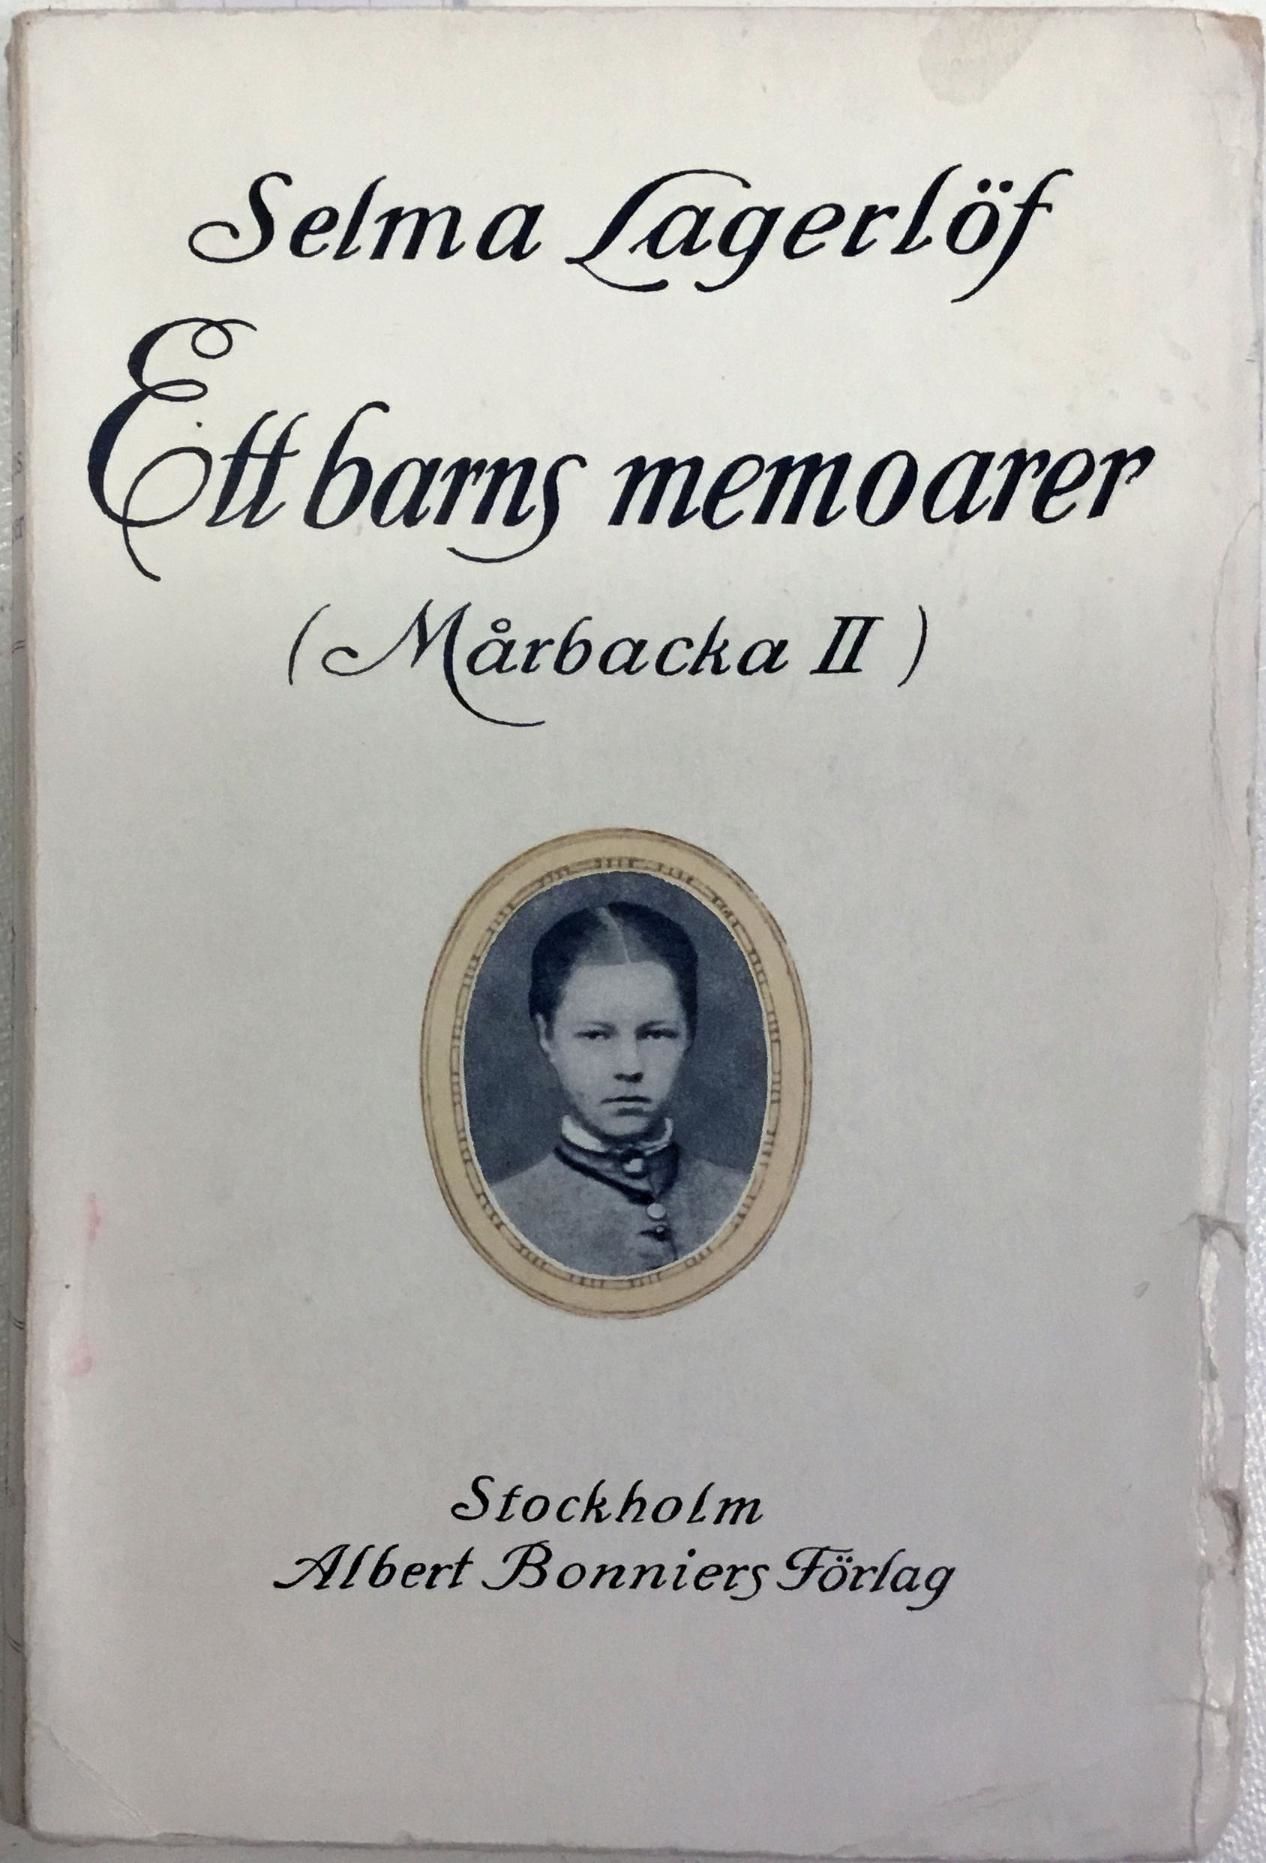 Selma Lagerlöf
Ett barns memoarer
(Mårbacka II)
Stockholm
Albert Bonniers Förlag